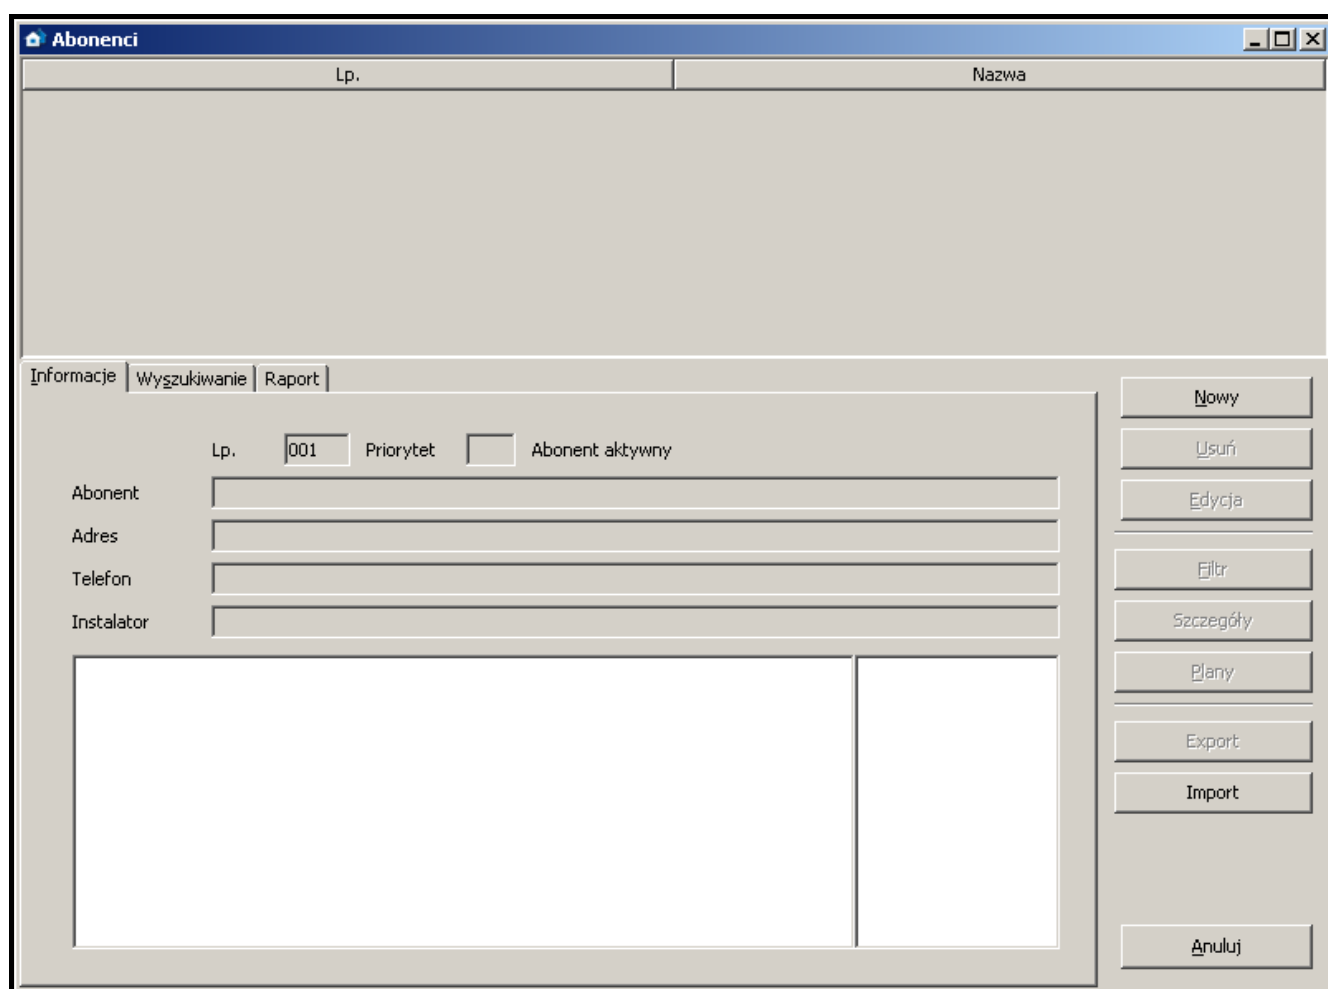 Abonenci
Lp. Nazwa
Informacje Wyszukiwanie Raport
Nowy
Lp. 001 Priorytet Abonent aktywny
Usuń
Abonent
Edycja
Adres
Filtr
Telefon
Szczegóły
Instalator
Plany
Export
Import
Anuluj